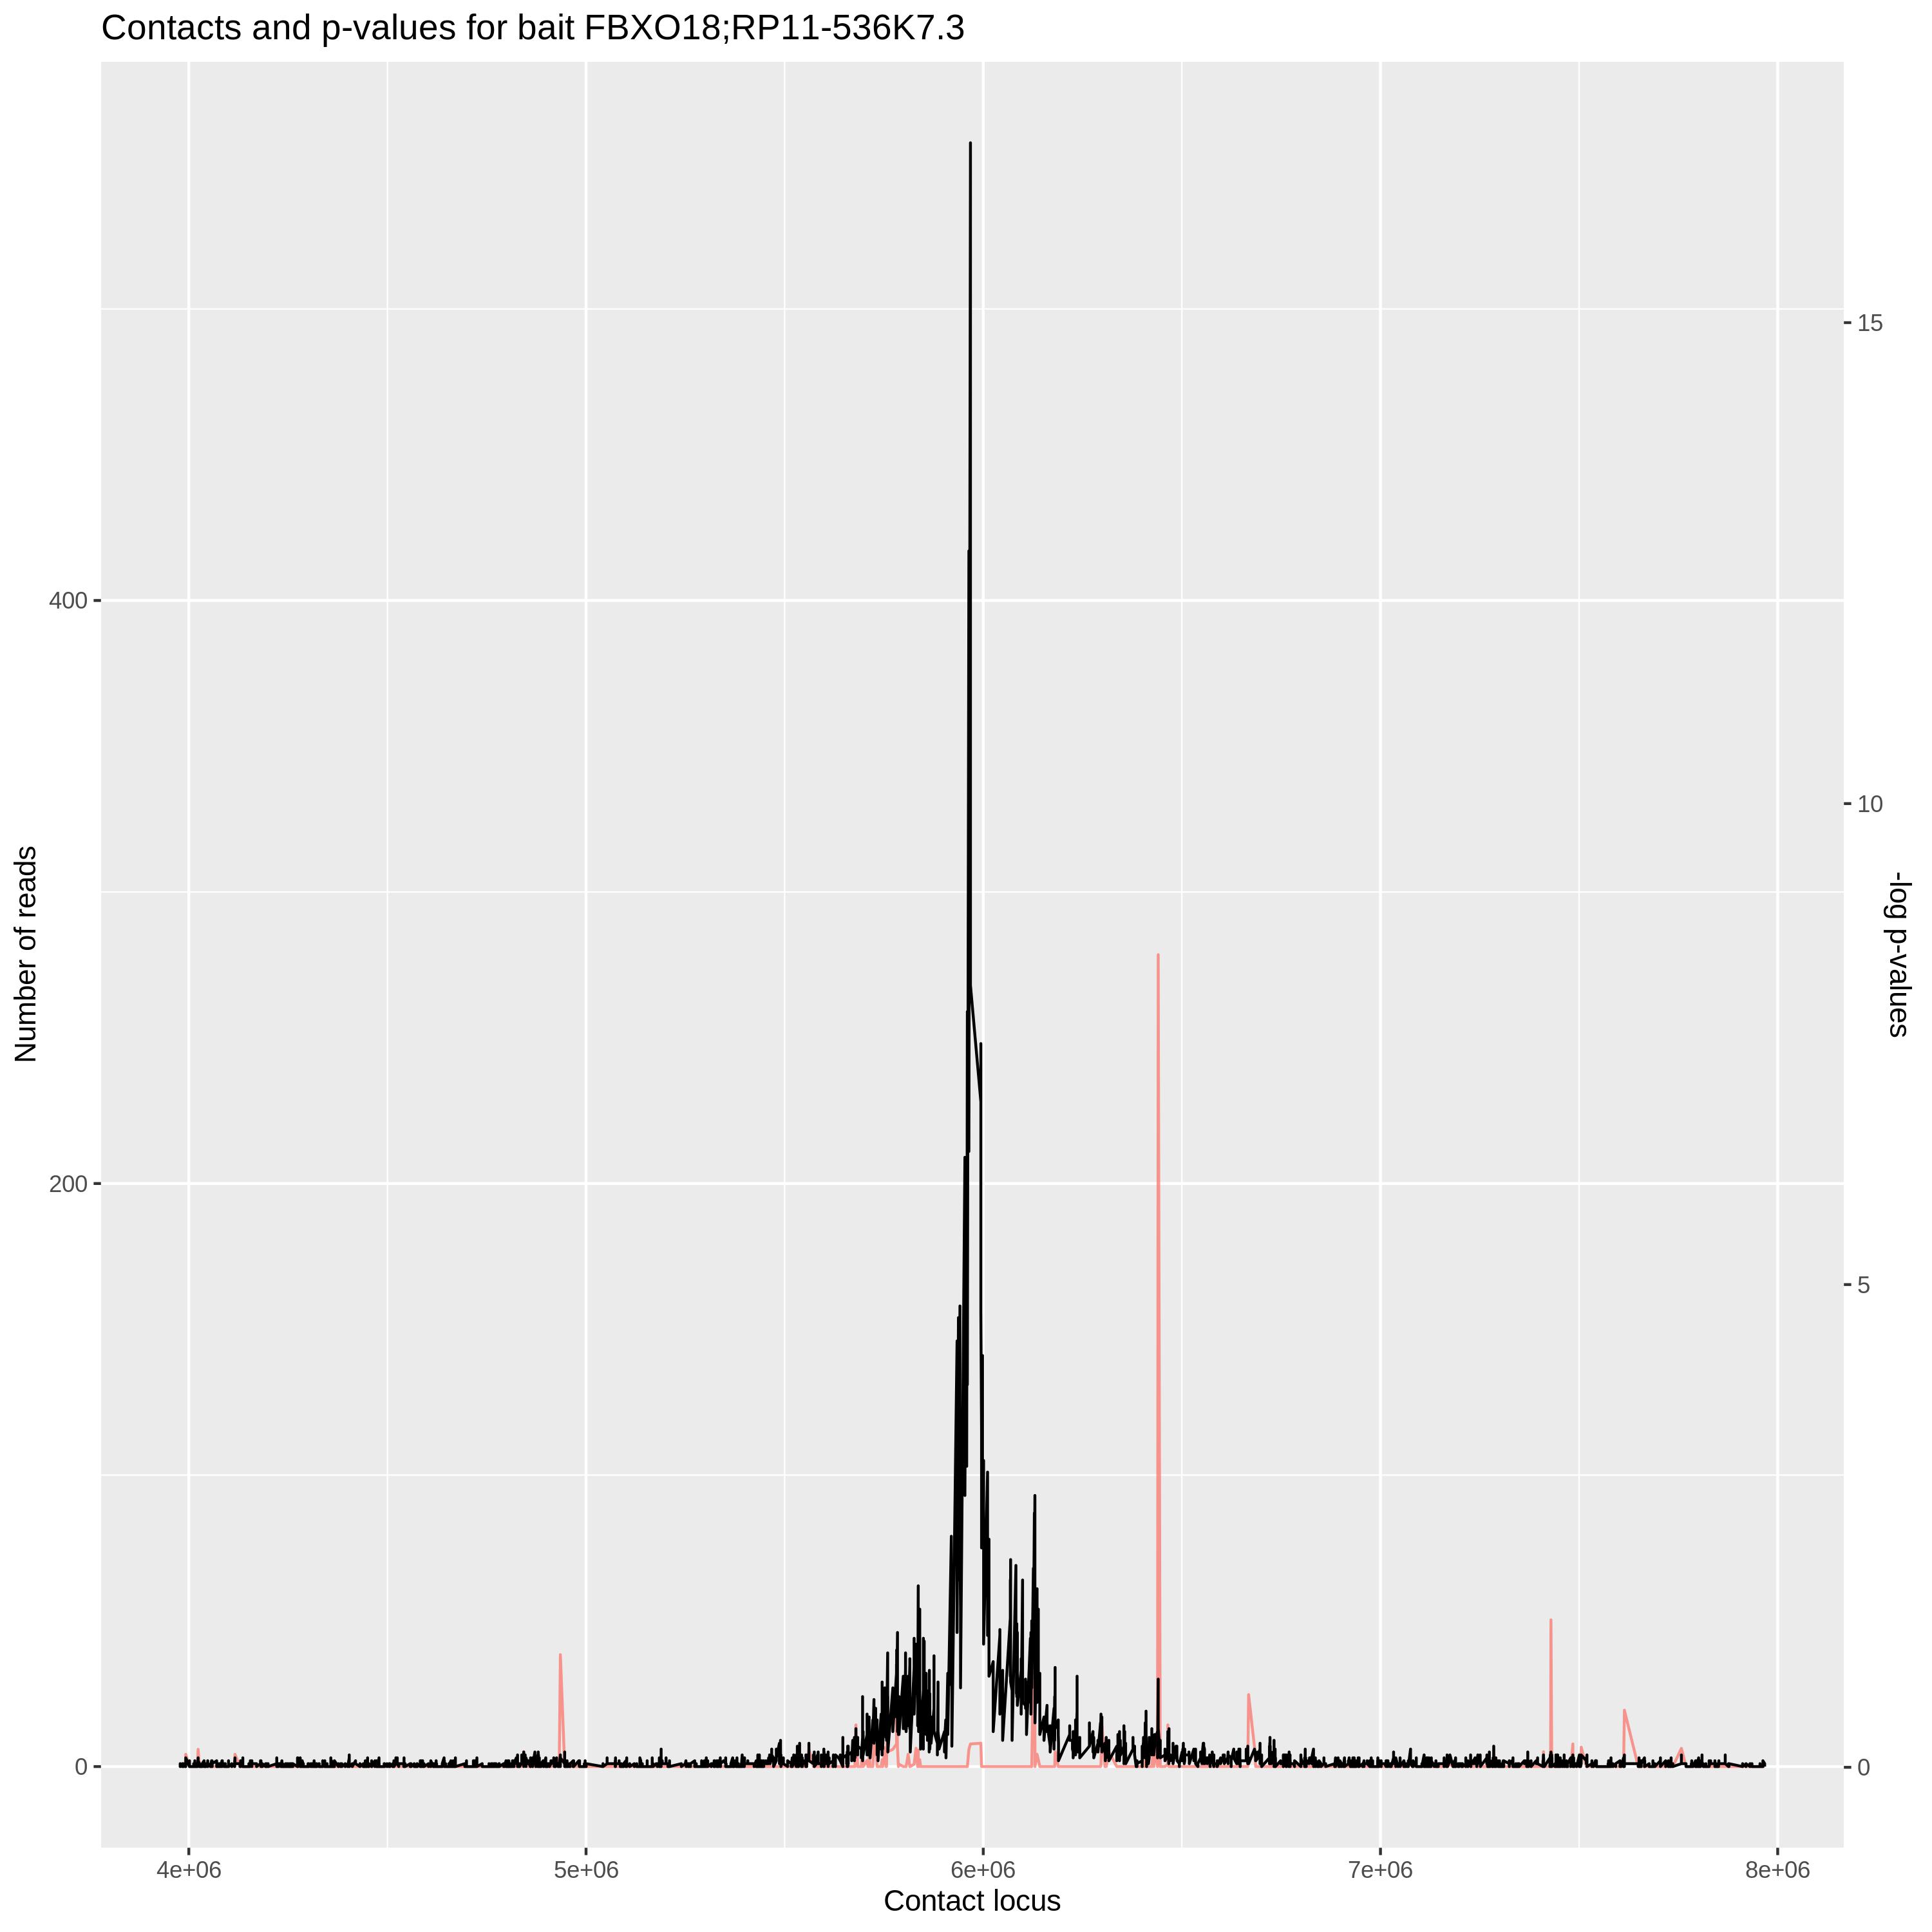 Contacts and p-values for bait FBXO18;RP11-536K7.3
Number of reads
400
200
0
15
10
5
0
-log p-values
4e+06
5e+06
6e+06
7e+06
8e+06
Contact locus